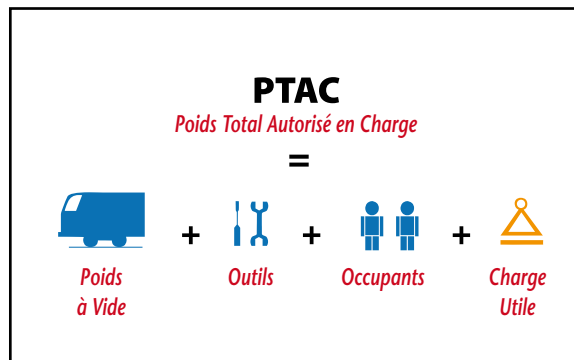 PTAC
Poids Total Autorisé en Charge
=
+ + +
Poids
à Vide
Outils
Occupants
Charge
Utile